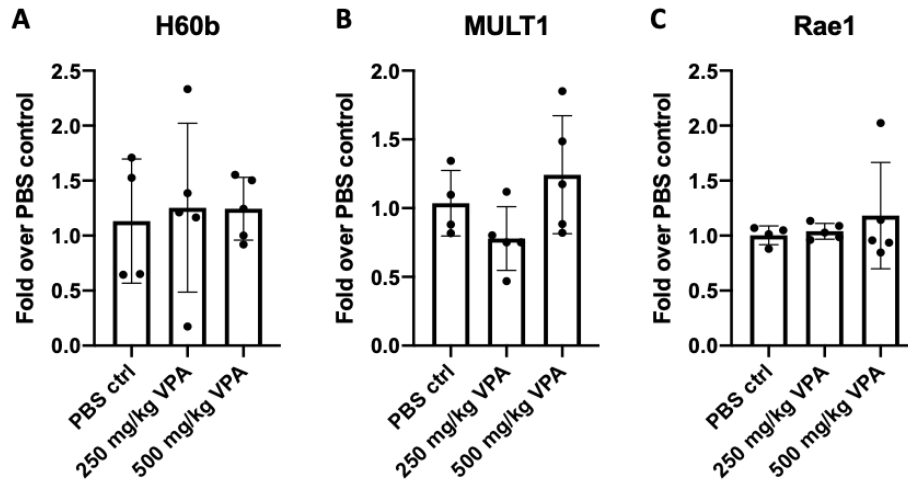 A
H60b
Fold over PBS control
2.5
2.0
1.5
1.0
0.5
0.0
PBS ctrl
250 mg/kg VPA
500 mg/kg VPA
B
MULT1
Fold over PBS control
2.0
1.5
1.0
0.5
0.0
PBS ctrl
250 mg/kg VPA
500 mg/kg VPA
C
Rae1
Fold over PBS control
2.5
2.0
1.5
1.0
0.5
0.0
PBS ctrl
250 mg/kg VPA
500 mg/kg VPA